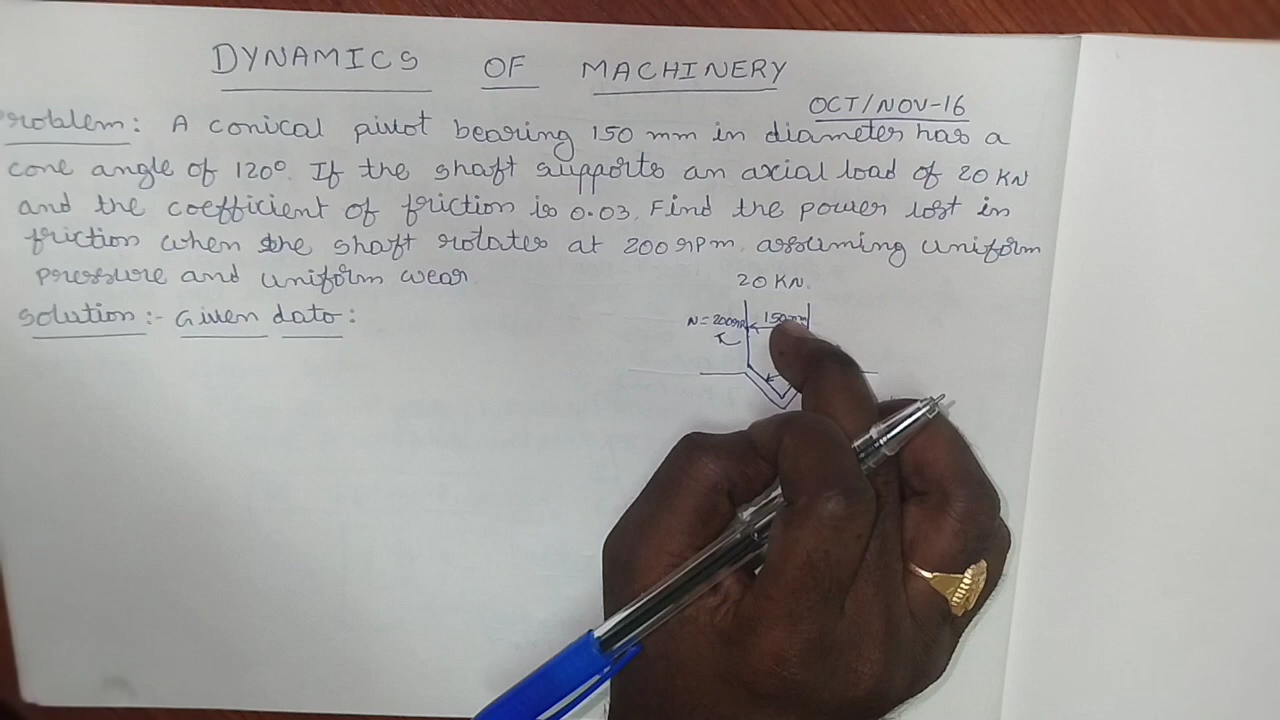 DYNAMICS OF MACHINERY
OCT/NOV-16
Problem: A conical pivot bearing 150 mm in diameter has a
cone angle of 120°. If the shaft supports an axial load of 20 KN
and the coefficient of friction is 0.03. Find the power lost in
friction when the shaft rotates at 200 rpm. assuming uniform
pressure and uniform wear
20 KN.
Solution:- Given data:
N = 200r 150mm